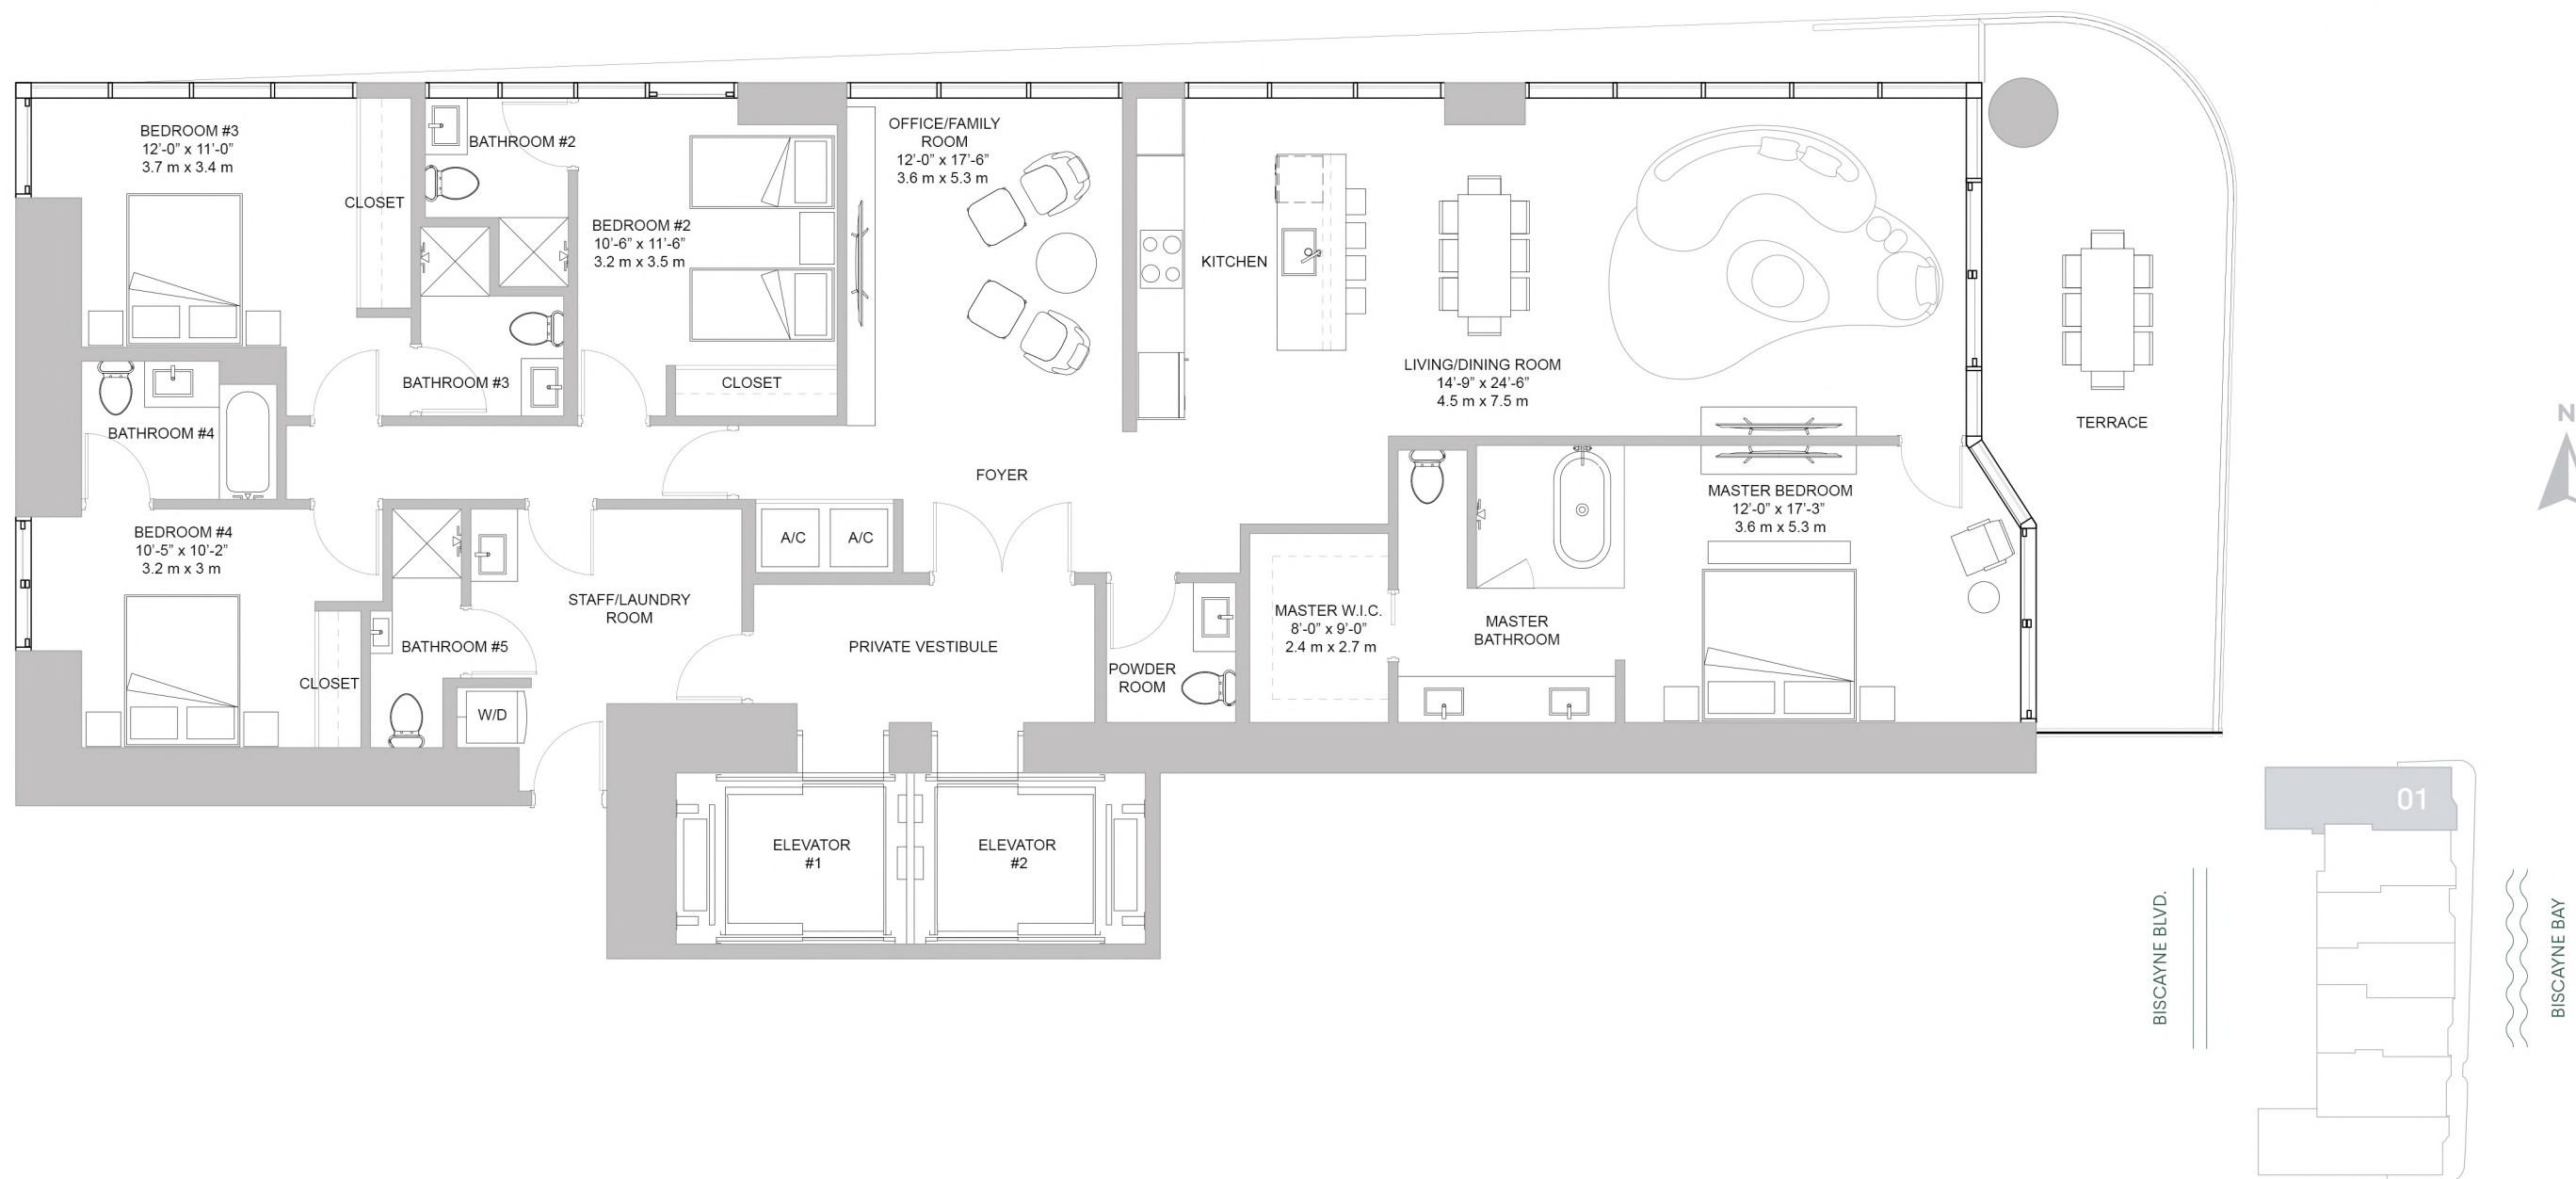 BEDROOM #3
12'-0” x 11'-0”
3.7 m x 3.4 m
CLOSET
BATHROOM #2
BEDROOM #2
10'-6” x 11'-6”
3.2 m x 3.5 m
OFFICE/FAMILY
ROOM
12'-0” x 17'-6”
3.6 m x 5.3 m
KITCHEN
LIVING/DINING ROOM
14'-9” x 24'-6”
4.5 m x 7.5 m
TERRACE
N
BATHROOM #3
CLOSET
BATHROOM #4
FOYER
BEDROOM #4
10'-5” x 10'-2”
3.2 m x 3 m
CLOSET
BATHROOM #5
STAFF/LAUNDRY
ROOM
W/D
A/C
A/C
PRIVATE VESTIBULE
POWDER
ROOM
MASTER W.I.C.
8'-0” x 9'-0”
2.4 m x 2.7 m
MASTER
BATHROOM
MASTER BEDROOM
12'-0” x 17'-3”
3.6 m x 5.3 m
ELEVATOR
#1
ELEVATOR
#2
01
BISCAYNE BLVD.
BISCAYNE BAY